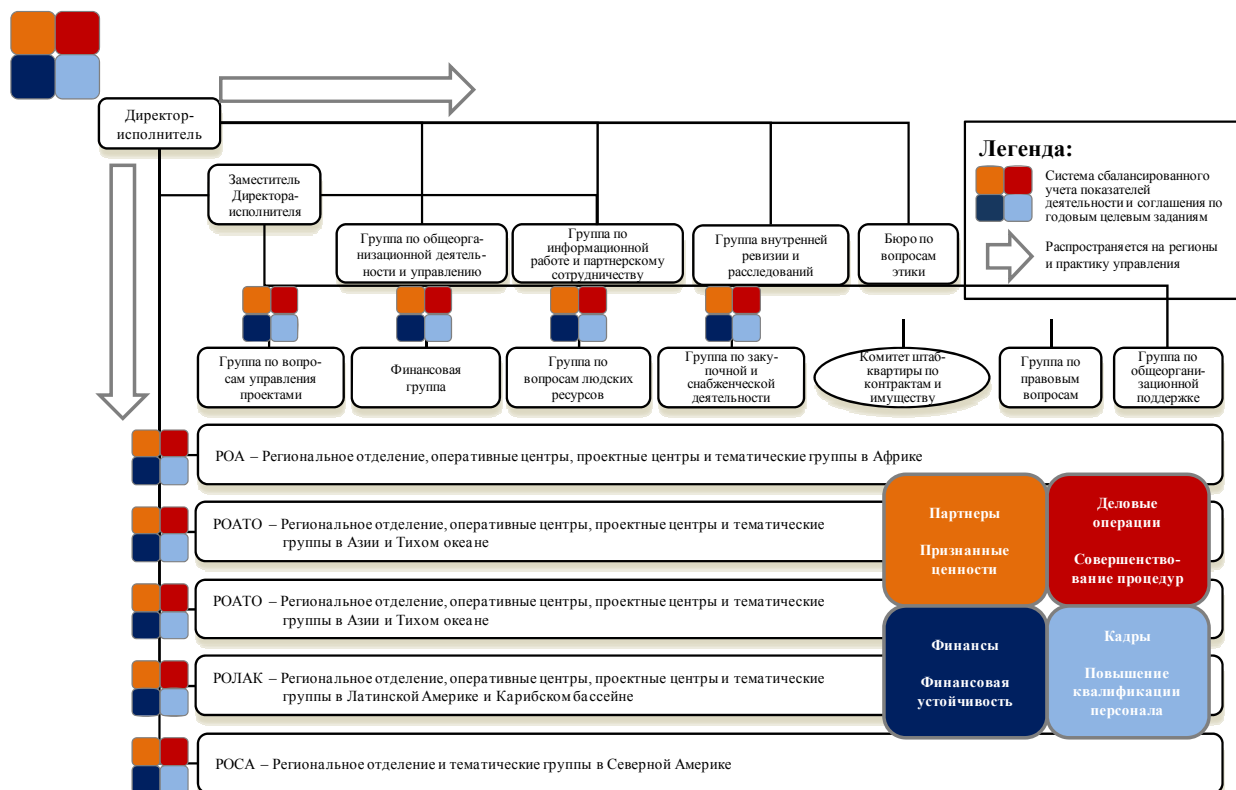 Директор-
исполнитель
Легенда:
Система сбалансированного
учета показателей
деятельности и соглашения по
годовым целевым заданиям
Распространяется на регионы
и практику управления
Заместитель
Директора-
исполнителя
Группа по общеорга-
низационной деятель-
ности и управлению
Группа по
информационной
работе и партнерскому
сотрудничеству
Группа внутренней
ревизии и
расследований
Бюро по
вопросам
этики
Группа по вопро-
сам управления
проектами
Финансовая
группа
Группа по
вопросам людских
ресурсов
Группа по заку-
почной и
снабженческой
деятельности
Комитет штаб-
квартиры по
контрактам и
имуществу
Группа по
правовым
вопросам
Группа по
общеоргани-
зационной
поддержке
РОА – Региональное отделение, оперативные центры, проектные центры и тематические группы в Африке
РОАТО – Региональное отделение, оперативные центры, проектные центры и тематические
группы в Азии и Тихом океане
РОАТО – Региональное отделение, оперативные центры, проектные центры и тематические
группы в Азии и Тихом океане
РОЛАК – Региональное отделение, оперативные центры, проектные центры и тематические
группы в Латинской Америке и Карибском бассейне
РОСА – Региональное отделение и тематические группы в Северной Америке
Партнеры
Признанные
ценности
Деловые
операции
Совершенство-
вание процедур
Финансы
Финансовая
устойчивость
Кадры
Повышение
квалификации
персонала